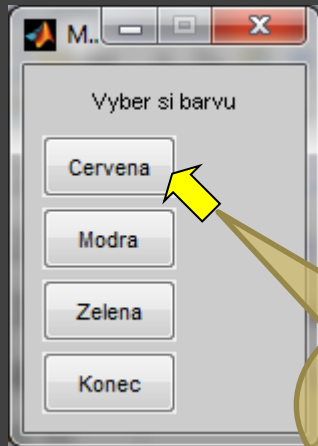 M...
Vyber si barvu
Cervena
Modra
Zelena
Konec